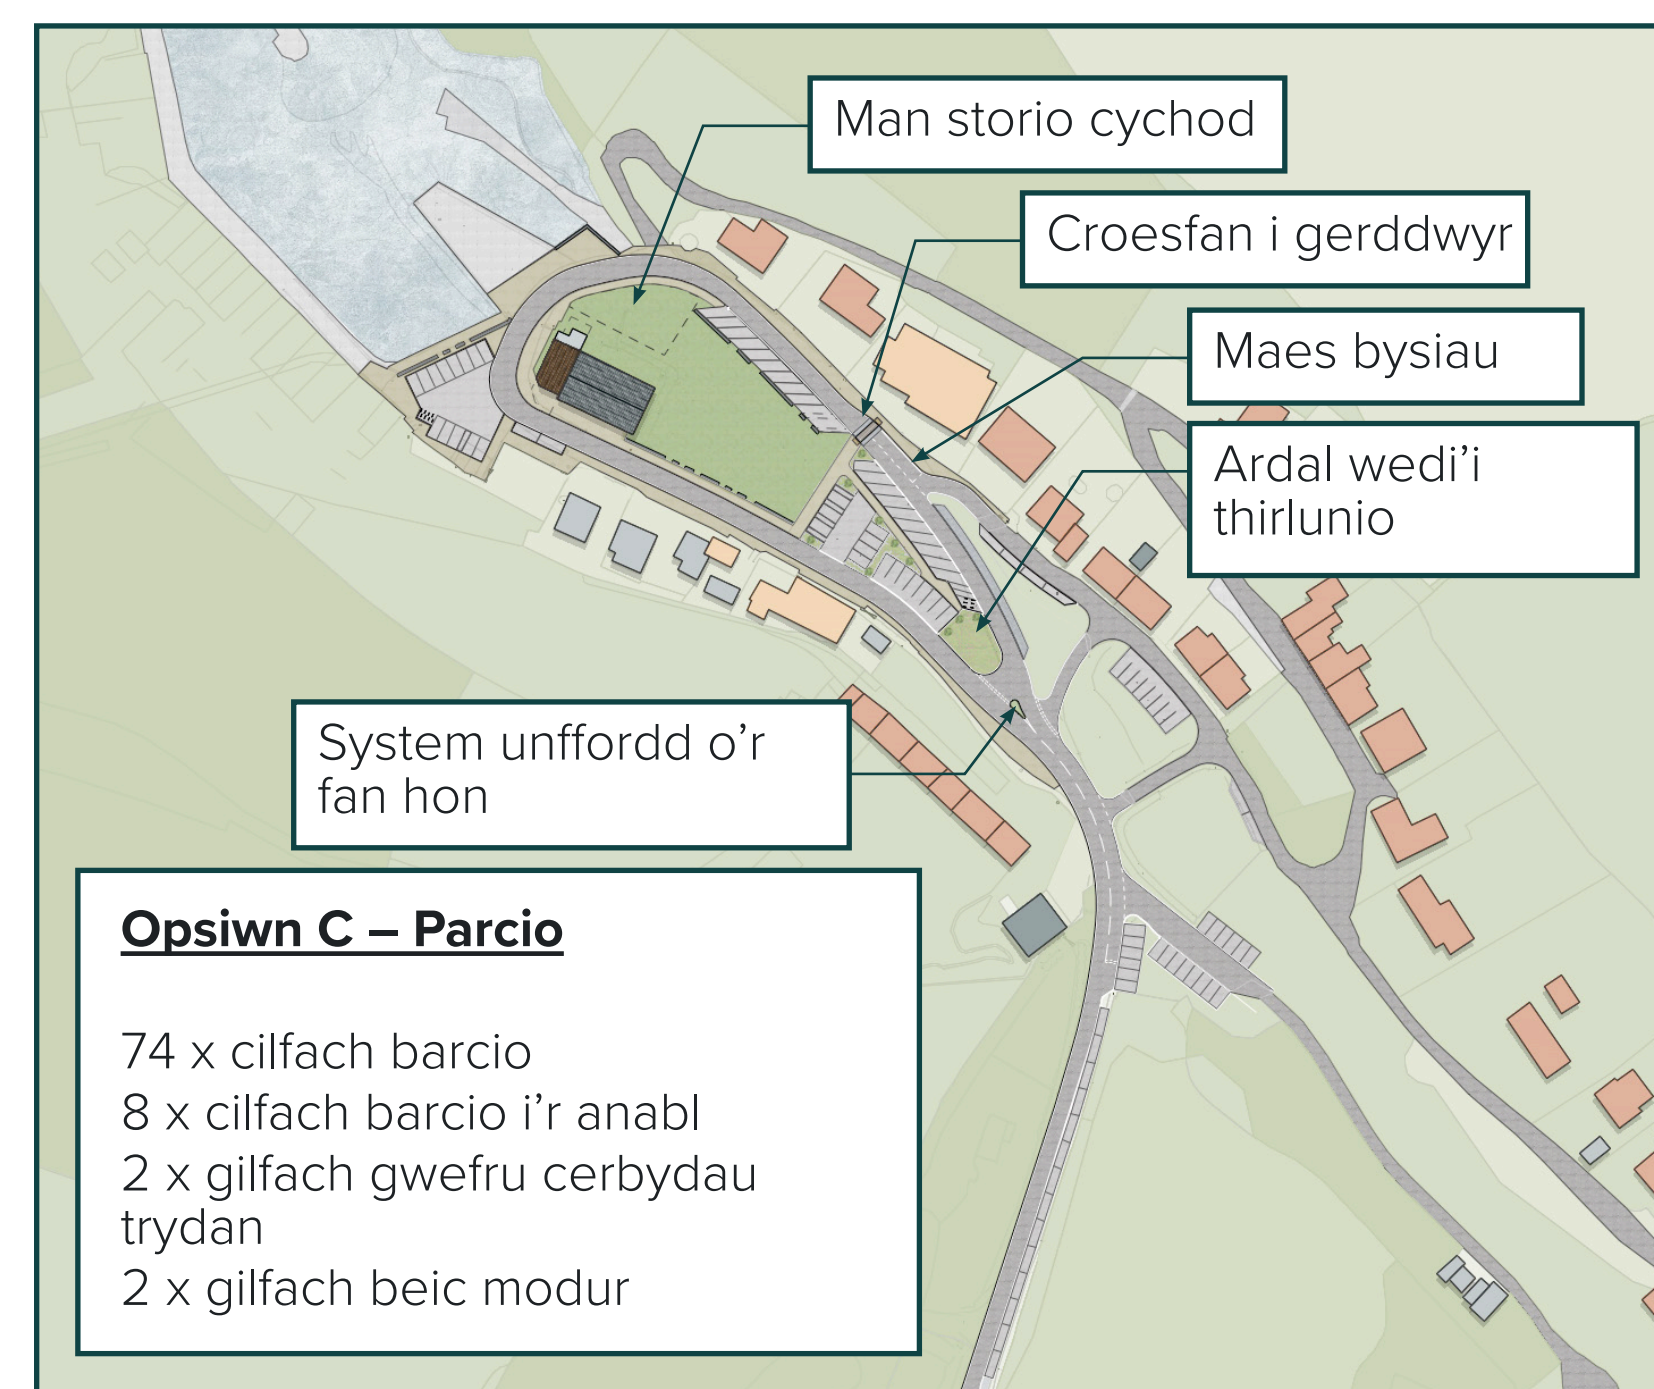 Man storio cychod
Croesfan i gerddwyr
Maes bysiau
Ardal wedi’i
thirlunio
System unffordd o’r
fan hon
Opsiwn C – Parcio
74 x cilfach barcio
8 x cilfach barcio i’r anabl
2 x gilfach gwefru cerbydau
trydan
2 x gilfach beic modur